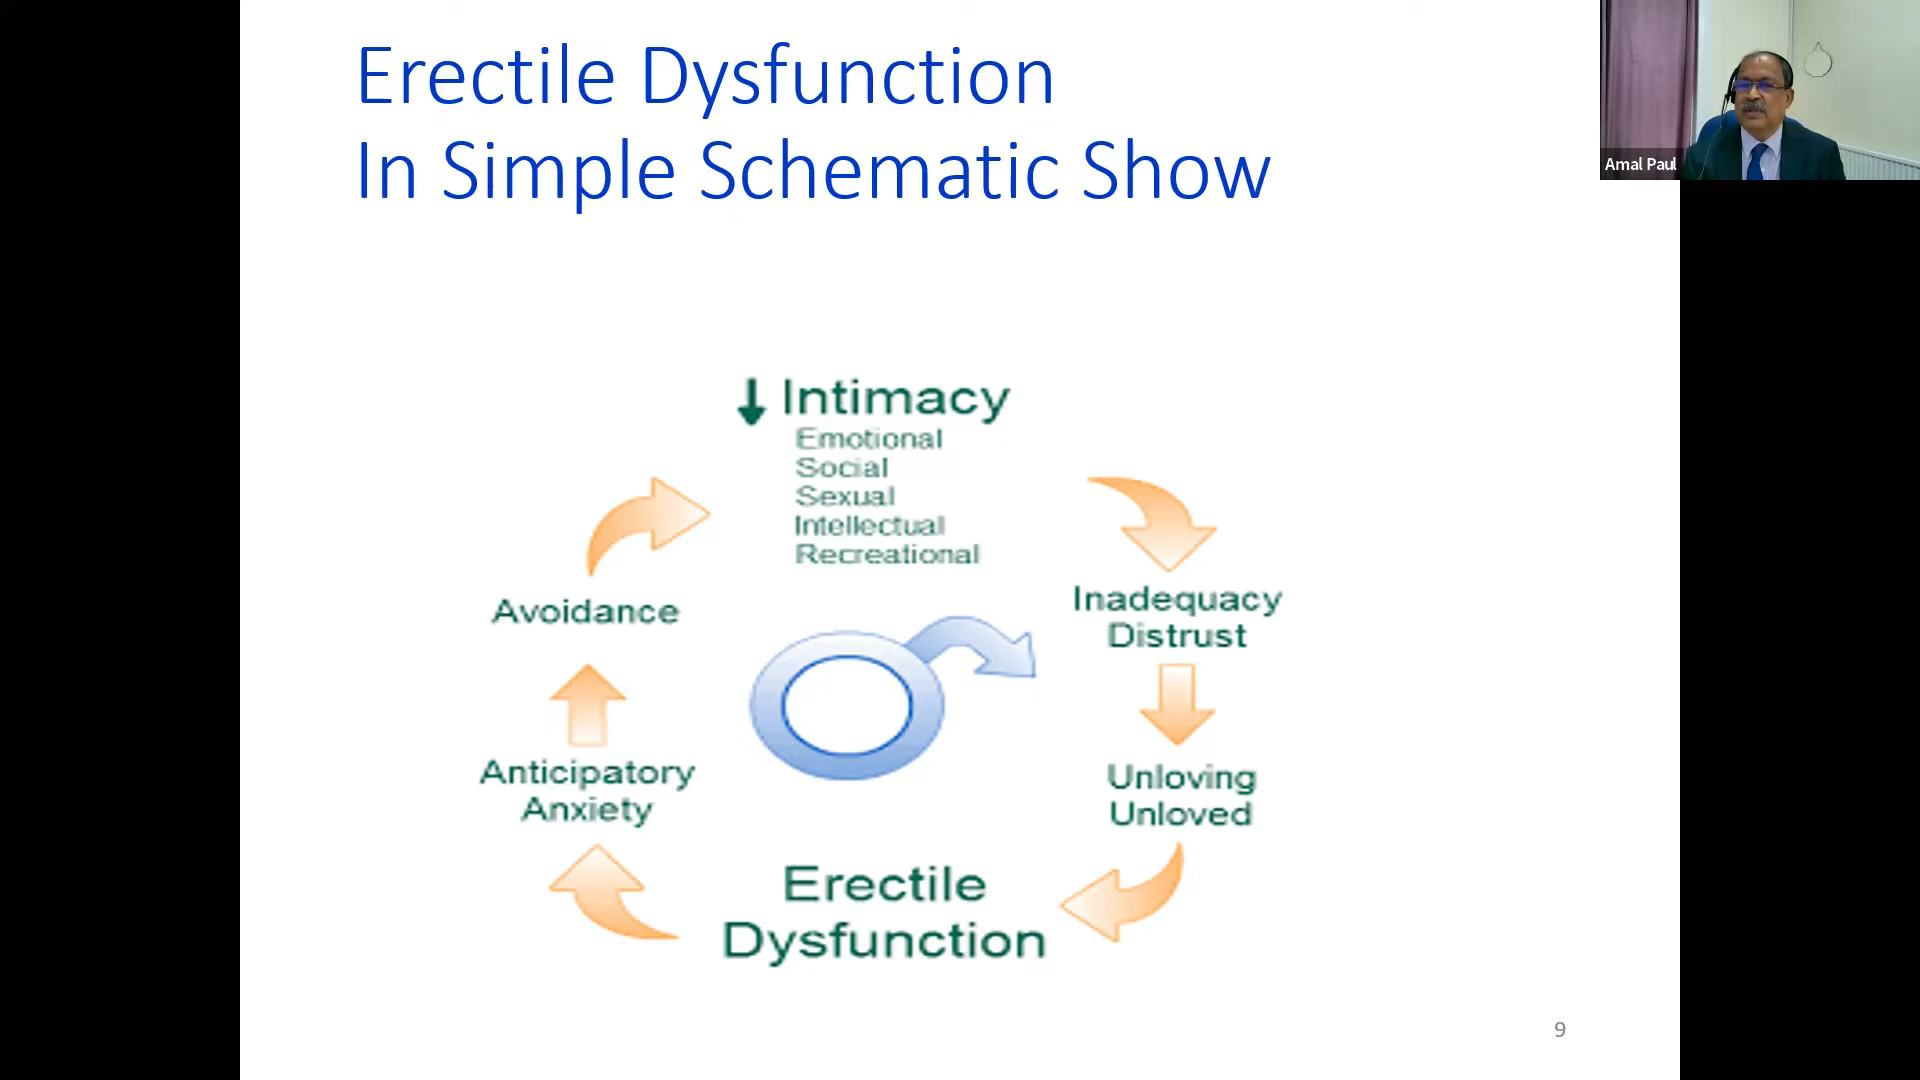 Erectile Dysfunction
In Simple Schematic Show
Amal Paul
↓ Intimacy
Emotional
Social
Sexual
Intellectual
Recreational
Inadequacy
Distrust
Unloving
Unloved
Erectile
Dysfunction
Anticipatory
Anxiety
Avoidance
9